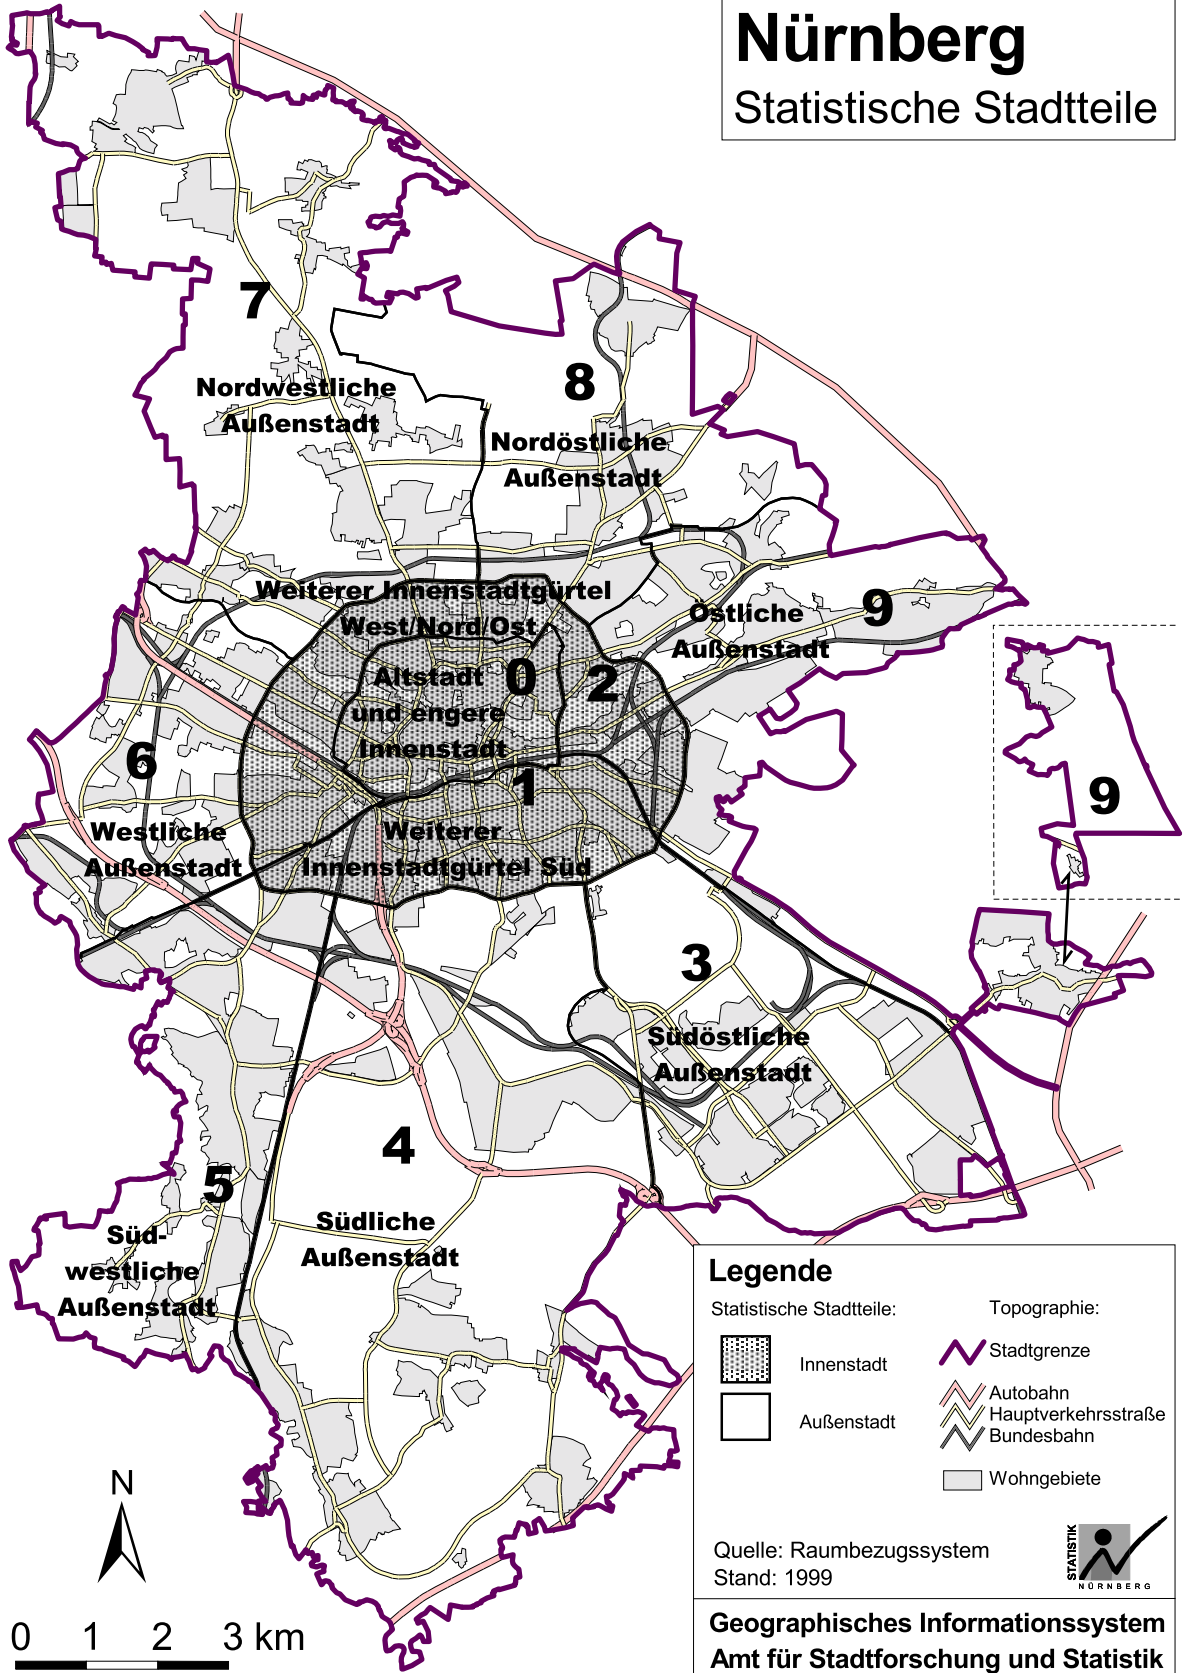 Nürnberg
Statistische Stadtteile
7
Nordwestliche
Außenstadt
8
Nordöstliche
Außenstadt
Weiterer Innenstadtgürtel
West/Nord/Ost
9
Östliche
Außenstadt
Altstadt
und engere
Innenstadt
0
2
1
6
Westliche
Außenstadt
Weiterer
Innenstadtgürtel Süd
9
3
Südöstliche
Außenstadt
4
Südliche
Außenstadt
5
Süd-
westliche
Außenstadt
N
0 1 2 3 km
Legende
Statistische Stadtteile:
Innenstadt
Außenstadt
Topographie:
Stadtgrenze
Autobahn
Hauptverkehrsstraße
Bundesbahn
Wohngebiete
Quelle: Raumbezugssystem
Stand: 1999
STATISTIK
NÜRNBERG
Geographisches Informationssystem
Amt für Stadtforschung und Statistik